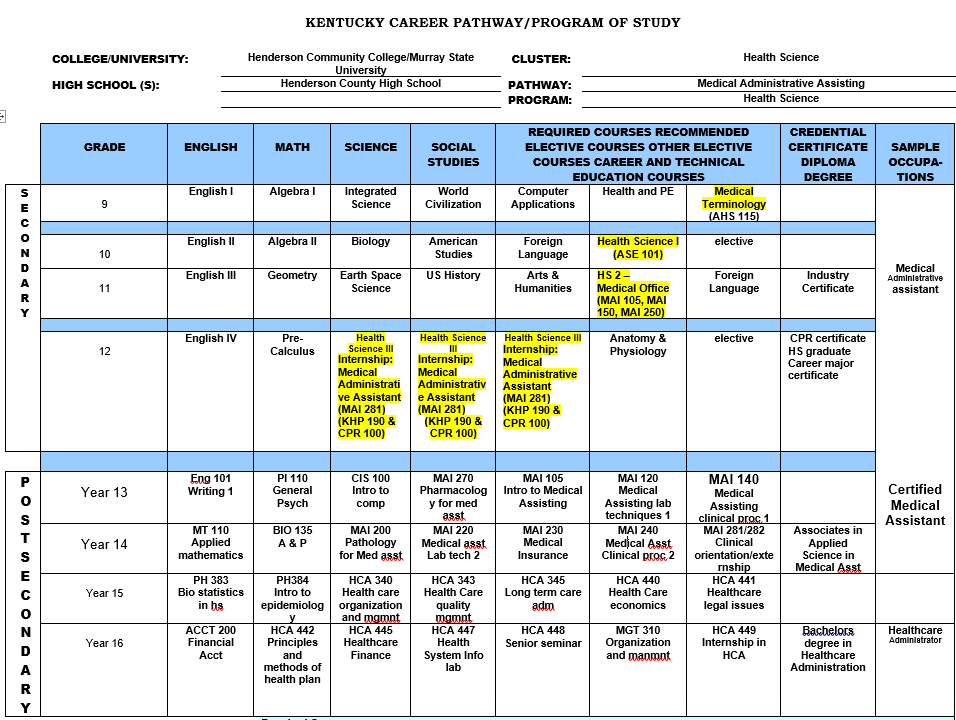 KENTUCKY CAREER PATHWAY/PROGRAM OF STUDY
COLLEGE/UNIVERSITY:
Henderson Community College/Murray State
University
CLUSTER:
Health Science
HIGH SCHOOL (S):
Henderson County High School
PATHWAY:
Medical Administrative Assisting
PROGRAM:
Health Science
GRADE
ENGLISH
MATH
SCIENCE
SOCIAL
STUDIES
REQUIRED COURSES RECOMMENDED
ELECTIVE COURSES OTHER ELECTIVE
COURSES CAREER AND TECHNICAL
EDUCATION COURSES
CREDENTIAL
CERTIFICATE
DIPLOMA
DEGREE
SAMPLE
OCCUPA-
TIONS
S
E
C
O
N
D
A
R
Y
9
English I
Algebra I
Integrated
Science
World
Civilization
Computer
Applications
Health and PE
Medical
Terminology
(AHS 115)
10
English II
Algebra II
Biology
American
Studies
Foreign
Language
Health Science I
(ASE 101)
elective
Medical
Administrative
assistant
11
English III
Geometry
Earth Space
Science
US History
Arts &
Humanities
HS 2 –
Medical Office
(MAI 105, MAI
150, MAI 250)
Foreign
Language
Industry
Certificate
12
English IV
Pre-
Calculus
Health
Science III
Internship:
Medical
Administrati
ve Assistant
(MAI 281)
(KHP 190 &
CPR 100)
Health Science
III
Internship:
Medical
Administrativ
e Assistant
(MAI 281)
(KHP 190 &
CPR 100)
Health Science III
Internship:
Medical
Administrative
Assistant
(MAI 281)
(KHP 190 &
CPR 100)
Anatomy &
Physiology
elective
CPR certificate
HS graduate
Career major
certificate
P
O
S
T
S
E
C
O
N
D
A
R
Y
Year 13
Eng 101
Writing 1
PI 110
General
Psych
CIS 100
Intro to
comp
MAI 270
Pharmacolog
y for med
asst
MAI 105
Intro to Medical
Assisting
MAI 120
Medical
Assisting lab
techniques 1
MAI 140
Medical
Assisting
clinical proc 1
Certified
Medical
Assistant
Year 14
MT 110
Applied
mathematics
BIO 135
A & P
MAI 200
Pathology
for Med asst
MAI 220
Medical asst
Lab tech 2
MAI 230
Medical
Insurance
MAI 240
Medical Asst
Clinical proc 2
MAI 281/282
Clinical
orientation/exte
rnship
Associates in
Applied
Science in
Medical Asst
Year 15
PH 383
Bio statistics
in hs
PH384
Intro to
epidemiolog
y
HCA 340
Health care
organization
and mgmnt
HCA 343
Health Care
quality
mgmnt
HCA 345
Long term care
adm
HCA 440
Health Care
economics
HCA 441
Healthcare
legal issues
Year 16
ACCT 200
Financial
Acct
HCA 442
Principles
and
methods of
health plan
HCA 445
Healthcare
Finance
HCA 447
Health
System Info
lab
HCA 448
Senior seminar
MGT 310
Organization
and manmnt
HCA 449
Internship in
HCA
Bachelors
degree in
Healthcare
Administration
Healthcare
Administrator